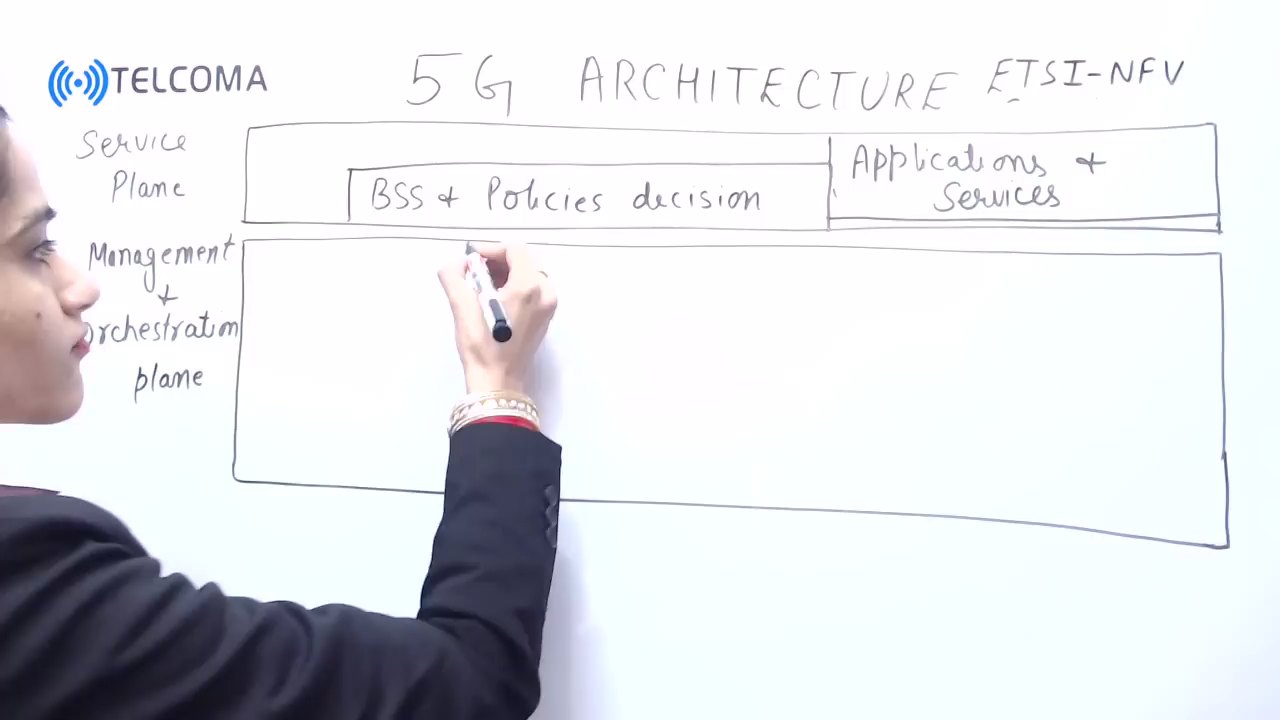 TELCOMA
5G ARCHITECTURE ETSI-NFV
Service
Plane
BSS & Policies decision
Applications &
Services
Management
&
orchestration
plane